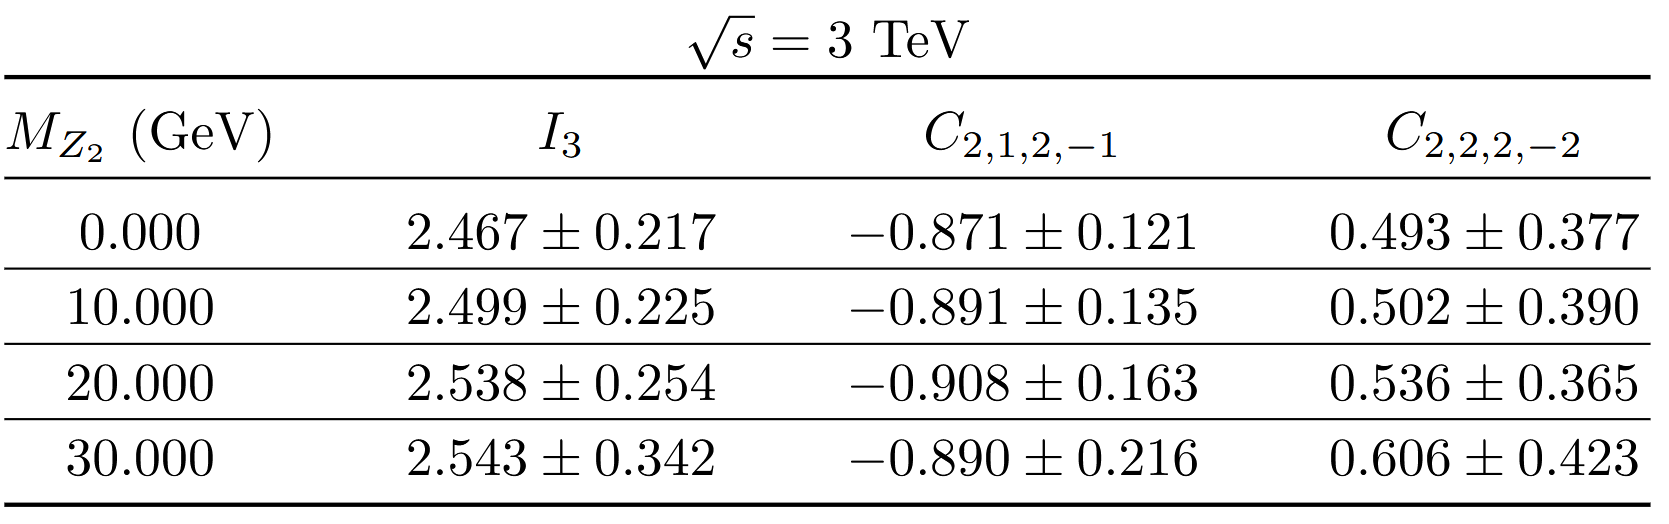 √s = 3 TeV
M_{Z_2} (GeV) I_3 C_{2,1,2,−1} C_{2,2,2,−2}
0.000 2.467 ± 0.217 −0.871 ± 0.121 0.493 ± 0.377
10.000 2.499 ± 0.225 −0.891 ± 0.135 0.502 ± 0.390
20.000 2.538 ± 0.254 −0.908 ± 0.163 0.536 ± 0.365
30.000 2.543 ± 0.342 −0.890 ± 0.216 0.606 ± 0.423